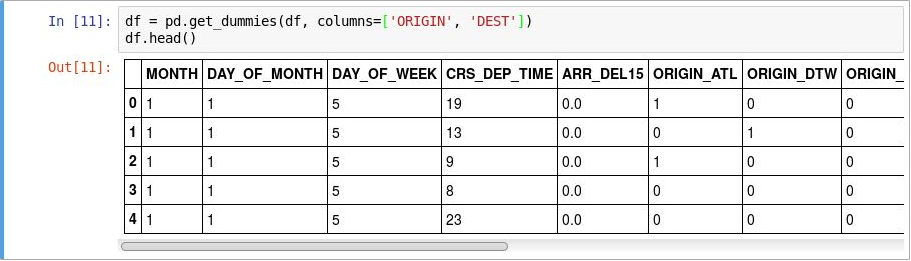 In [11]: df = pd.get_dummies(df, columns=['ORIGIN', 'DEST'])
df.head()
Out[11]:
MONTH DAY_OF_MONTH DAY_OF_WEEK CRS_DEP_TIME ARR_DEL15 ORIGIN_ATL ORIGIN_DTW ORIGIN_
0 1 1 5 19 0.0 1 0 0
1 1 1 5 13 0.0 0 1 0
2 1 1 5 9 0.0 1 0 0
3 1 1 5 8 0.0 0 0 0
4 1 1 5 23 0.0 0 0 0